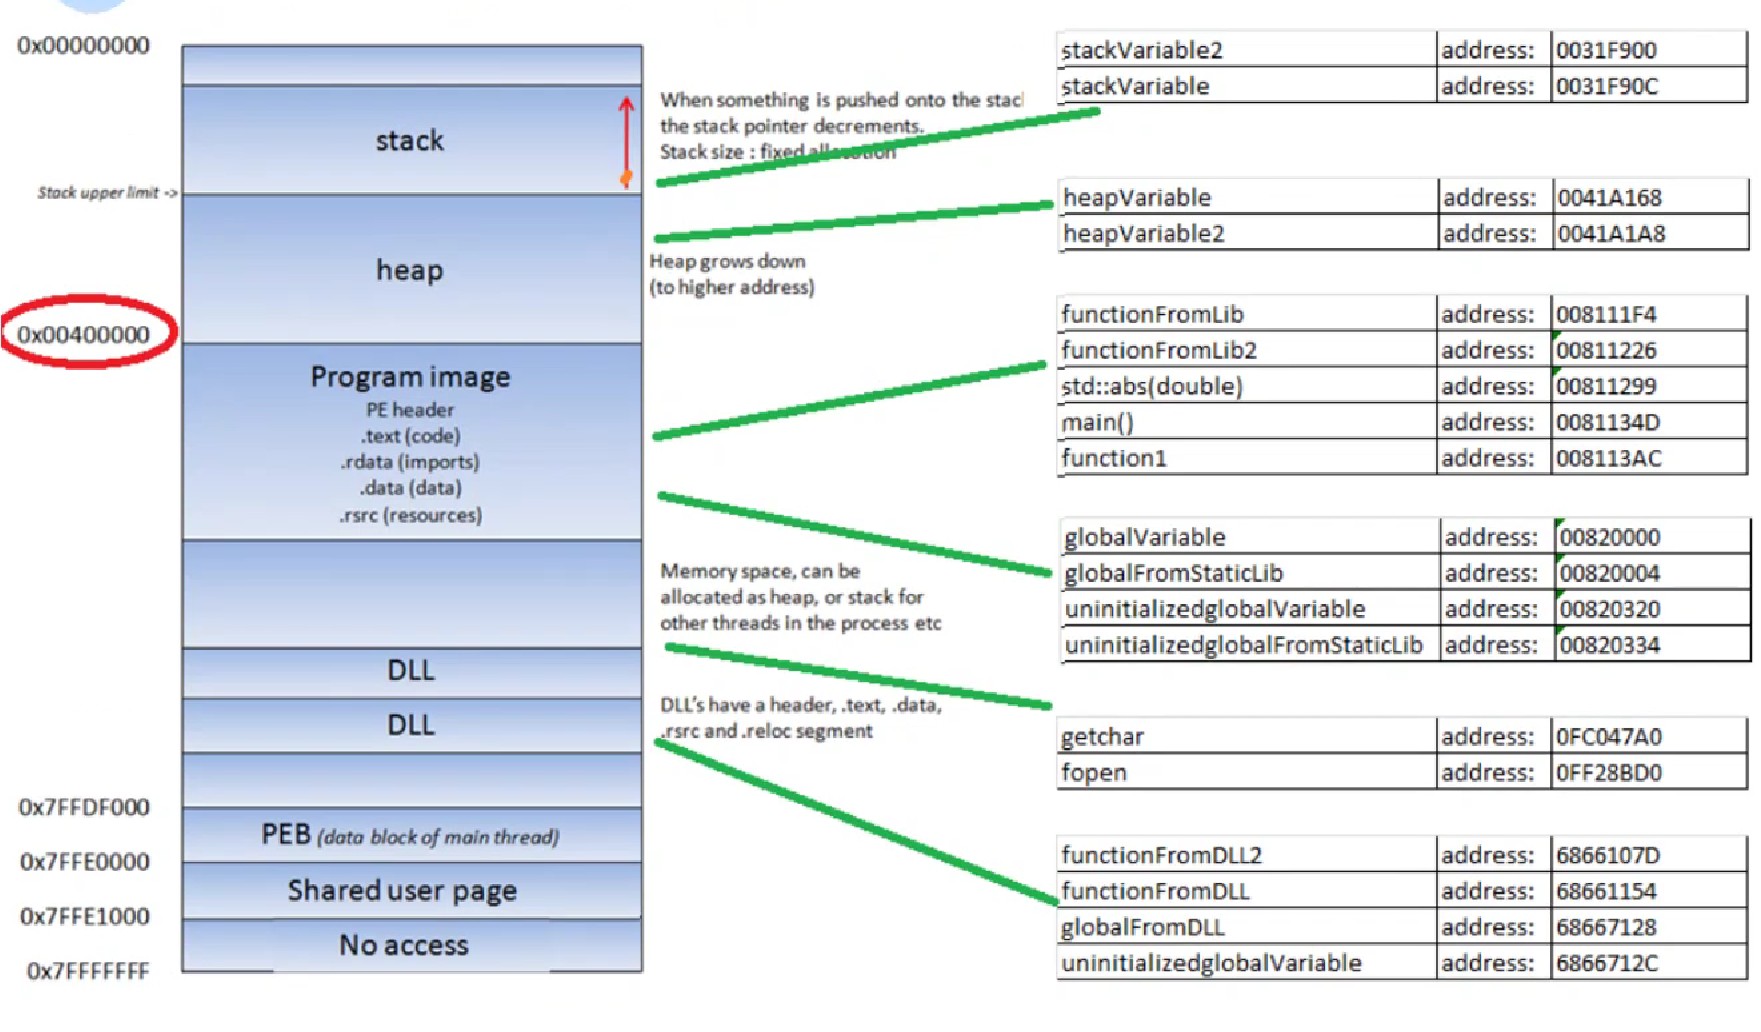 0x00000000
stack
When something is pushed onto the stac
the stack pointer decrements.
Stack size : fixed allocation
Stack upper limit ->
heap
Heap grows down
(to higher address)
0x00400000
Program image
PE header
.text (code)
.rdata (imports)
.data (data)
.rsrc (resources)
Memory space, can be
allocated as heap, or stack for
other threads in the process etc
DLL
DLL
DLL's have a header, .text, .data,
.rsrc and .reloc segment
0x7FFDF000
PEB (data block of main thread)
0x7FFE0000
Shared user page
0x7FFE1000
No access
0x7FFFFFFF
stackVariable2 address: 0031F900
stackVariable address: 0031F90C
heapVariable address: 0041A168
heapVariable2 address: 0041A1A8
functionFromLib address: 008111F4
functionFromLib2 address: 00811226
std::abs(double) address: 00811299
main() address: 0081134D
function1 address: 008113AC
globalVariable address: 00820000
globalFromStaticLib address: 00820004
uninitializedglobalVariable address: 00820320
uninitializedglobalFromStaticLib address: 00820334
getchar address: 0FC047A0
fopen address: 0FF28BD0
functionFromDLL2 address: 6866107D
functionFromDLL address: 68661154
globalFromDLL address: 68667128
uninitializedglobalVariable address: 6866712C